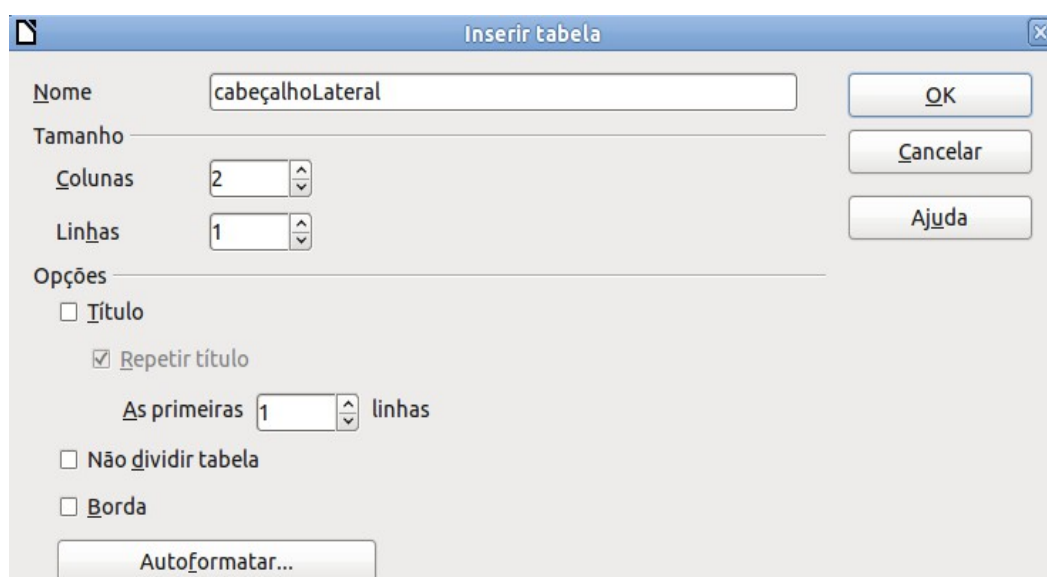 Inserir tabela
Nome cabeçalhoLateral
OK
Tamanho
Cancelar
Colunas 2
Linhas 1
Ajuda
Opções
Título
Repetir título
As primeiras 1 linhas
Não dividir tabela
Borda
Autoformatar...